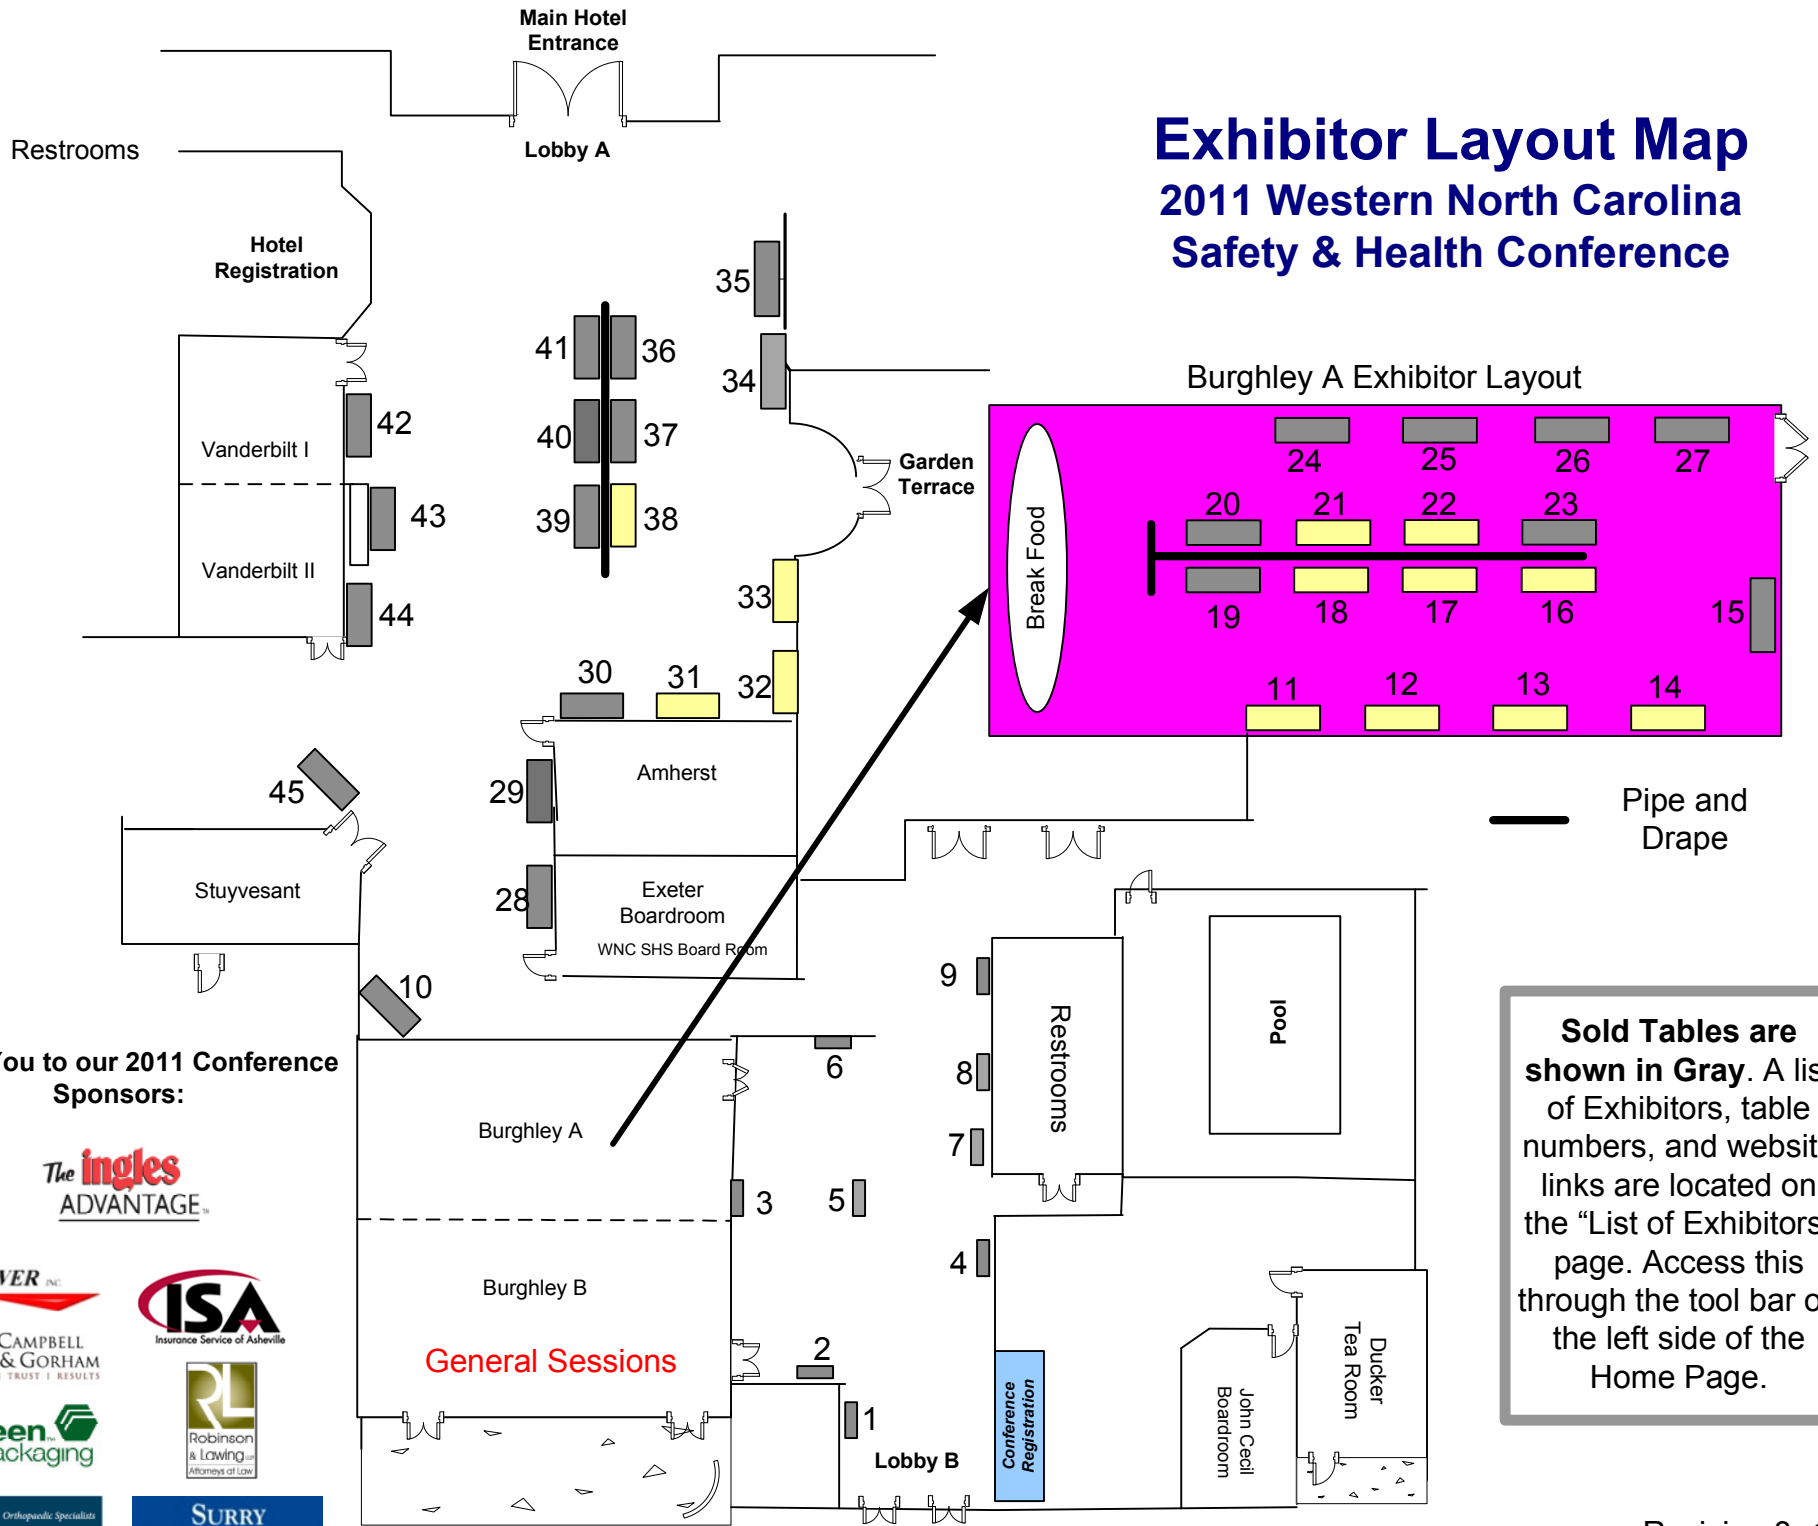 Main Hotel
Entrance
Lobby A
Restrooms
Exhibitor Layout Map
2011 Western North Carolina
Safety & Health Conference
Hotel
Registration
35
41
36
34
Burghley A Exhibitor Layout
42
40
37
Vanderbilt I
Garden
Terrace
24
25
26
27
43
39
38
20
21
22
23
Break Food
Vanderbilt II
33
19
18
17
16
15
44
30
31
32
11
12
13
14
45
29
Amherst
Pipe and
Drape
Stuyvesant
28
Exeter
Boardroom
WNC SHS Board Room
10
9
Restrooms
Pool
6
8
7
You to our 2011 Conference
Sponsors:
Burghley A
3
5
4
The ingles
ADVANTAGE
Burghley B
General Sessions
2
1
Lobby B
Conference
Registration
John Cecil
Boardroom
Ducker
Tea Room
Sold Tables are
shown in Gray. A
of Exhibitors, table
numbers, and
links are located on
the “List of Exhibitors
page. Access this
through the tool bar
the left side of the
Home Page.
INC.
ISA
Insurance Service of Asheville
CAMPBELL
& GORHAM
TRUST | RESULTS
RL
Robinson
& Lawing LLP
Attorneys at Law
Orthopaedic Specialists
SURRY